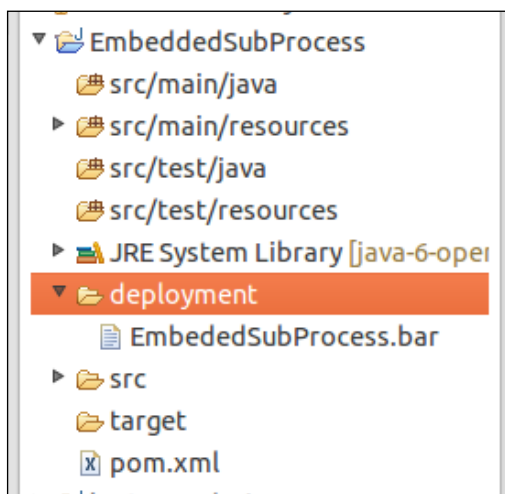 EmbeddedSubProcess
src/main/java
src/main/resources
src/test/java
src/test/resources
JRE System Library [java-6-oper
deployment
EmbededSubProcess.bar
src
target
pom.xml